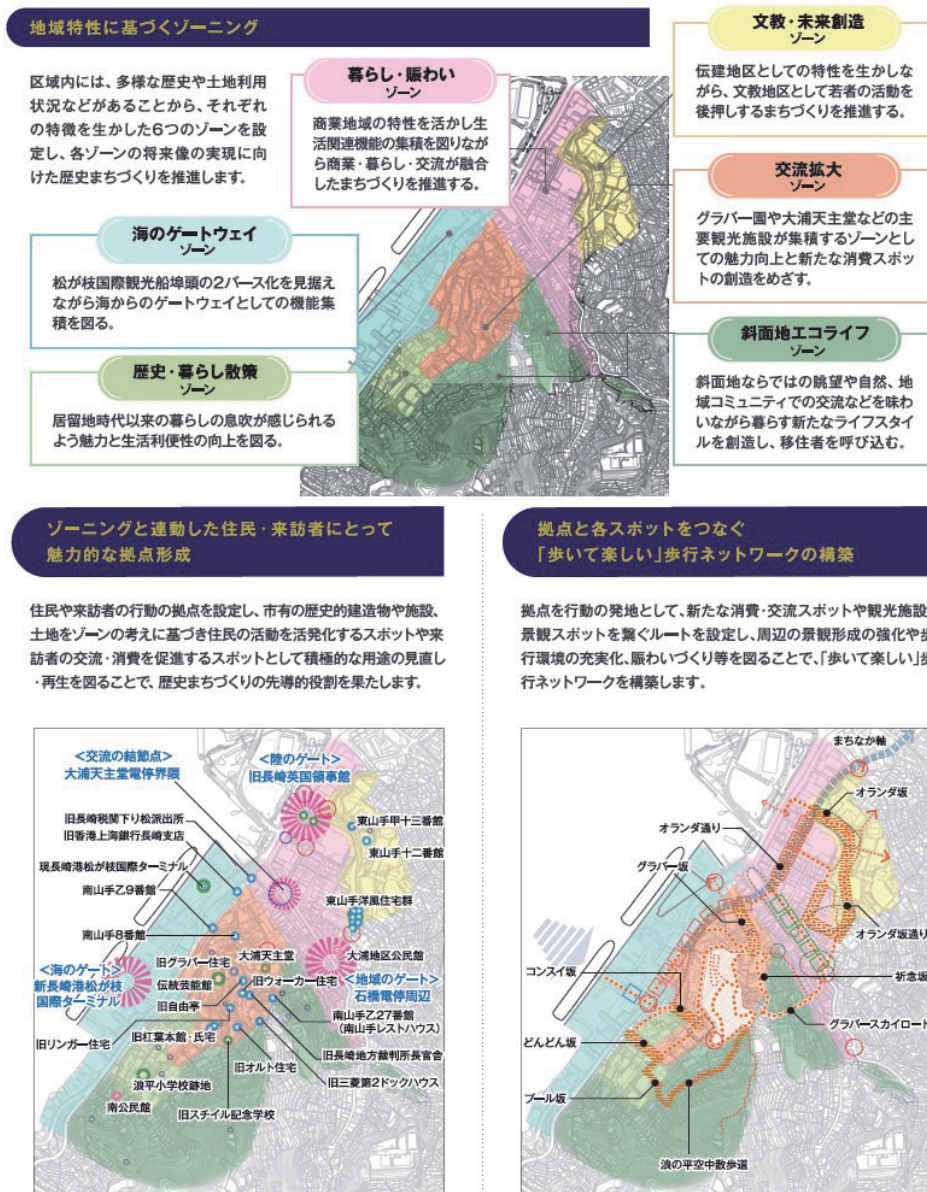 地域特性に基づくゾーニング
区域内には、多様な歴史や土地利用
状況などがあることから、それぞれ
の特徴を生かした6つのゾーンを設
定し、各ゾーンの将来像の実現に向
けた歴史まちづくりを推進します。
暮らし・賑わい
ゾーン
商業地域の特性を活かし生
活関連機能の集積を図りなが
ら商業・暮らし・交流が融合
したまちづくりを推進する。
文教・未来創造
ゾーン
伝建地区としての特性を生かしな
がら、文教地区として若者の活動を
後押しするまちづくりを推進する。
交流拡大
ゾーン
グラバー園や大浦天主堂などの主
要観光施設が集積するゾーンとし
ての魅力向上と新たな消費スポッ
トの創造をめざす。
海のゲートウェイ
ゾーン
松が枝国際観光船埠頭の2バース化を見据え
ながら海からのゲートウェイとしての機能集
積を図る。
斜面地エコライフ
ゾーン
斜面地ならではの眺望や自然、地
域コミュニティでの交流などを味わ
いながら暮らす新たなライフスタイ
ルを創造し、移住者を呼び込む。
歴史・暮らし散策
ゾーン
居留地時代以来の暮らしの息吹が感じられる
よう魅力と生活利便性の向上を図る。
ゾーニングと連動した住民・来訪者にとって
魅力的な拠点形成
住民や来訪者の行動の拠点を設定し、市有の歴史的建造物や施設、
土地をゾーンの考えに基づき住民の活動を活発化するスポットや来
訪者の交流・消費を促進するスポットとして積極的な用途の見直し
・再生を図ることで、歴史まちづくりの先導的役割を果たします。
<交流の結節点>
大浦天主堂電停界隈
<陸のゲート>
旧長崎英国領事館
旧長崎税関下り松派出所
旧香港上海銀行長崎支店
現長崎港松が枝国際ターミナル
南山手乙9番館
南山手8番館
東山手甲十三番館
東山手十二番館
東山手洋風住宅群
<海のゲート>
新長崎港松が枝
国際ターミナル
旧グラバー住宅
伝統芸能館
旧自由亭
旧リンガー住宅
大浦天主堂
旧ウォーカー住宅
大浦地区公民館
<地域のゲート>
石橋電停周辺
南山手乙27番館
(南山手レストハウス)
旧杠葉本館・氏宅
旧オルト住宅
旧長崎地方裁判所長官舎
旧三菱第2ドックハウス
浪平小学校跡地
南公民館
旧スチイル記念学校
拠点と各スポットをつなぐ
「歩いて楽しい」歩行ネットワークの構築
拠点を行動の発地として、新たな消費・交流スポットや観光施設
景観スポットを繋ぐルートを設定し、周辺の景観形成の強化や歩
行環境の充実化、賑わいづくり等を図ることで、「歩いて楽しい」歩
行ネットワークを構築します。
まちなか軸
オランダ坂
オランダ通り
グラバー坂
オランダ坂通り
コンスイ坂
祈念坂
グラバースカイロード
どんどん坂
プール坂
浪の平空中散歩道